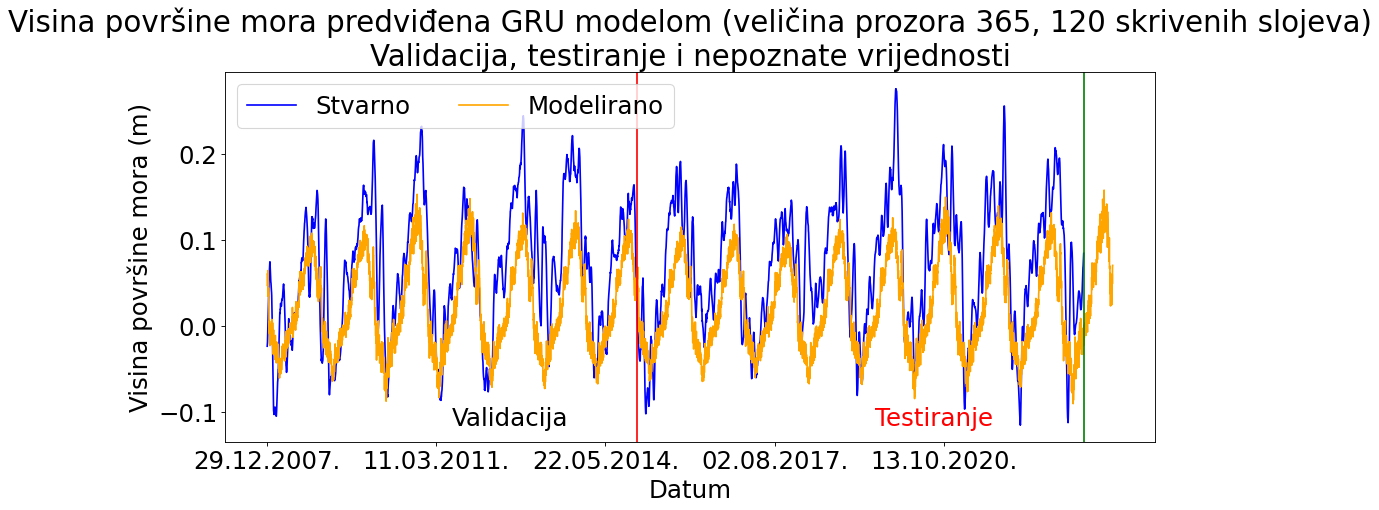 Visina površine mora predviđena GRU modelom (veličina prozora 365, 120 skrivenih slojeva)
Validacija, testiranje i nepoznate vrijednosti
Stvarno Modelirano
Visina površine mora (m)
0.2
0.1
0.0
−0.1
Validacija Testiranje
29.12.2007. 11.03.2011. 22.05.2014. 02.08.2017. 13.10.2020.
Datum